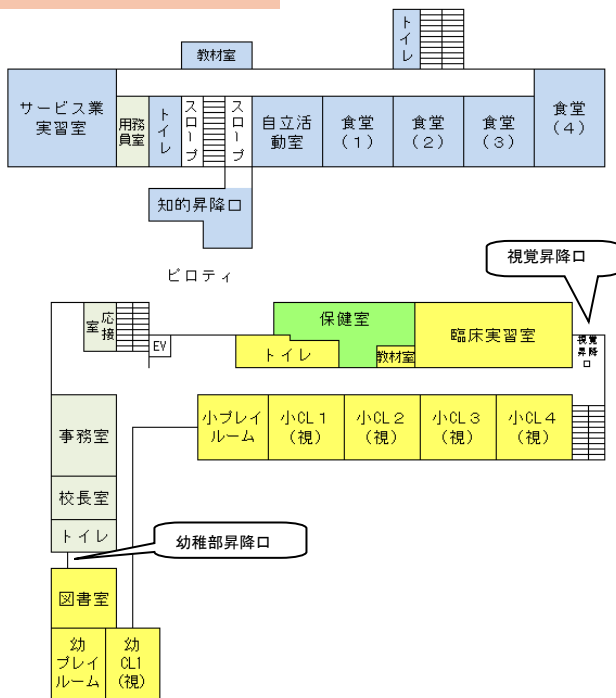 トイレ
教材室
サービス業
実習室
用務
員室
トイレ
スロープ
スロープ
自立活
動室
食堂
(1)
食堂
(2)
食堂
(3)
食堂
(4)
知的昇降口
ピロティ
視覚昇降口
応接
室
EV
保健室
トイレ
教材室
臨床実習室
視覚
昇降
口
事務室
小プレイ
ルーム
小CL1
(視)
小CL2
(視)
小CL3
(視)
小CL4
(視)
校長室
トイレ
幼稚部昇降口
図書室
幼
プレイ
ルーム
幼
CL1
(視)